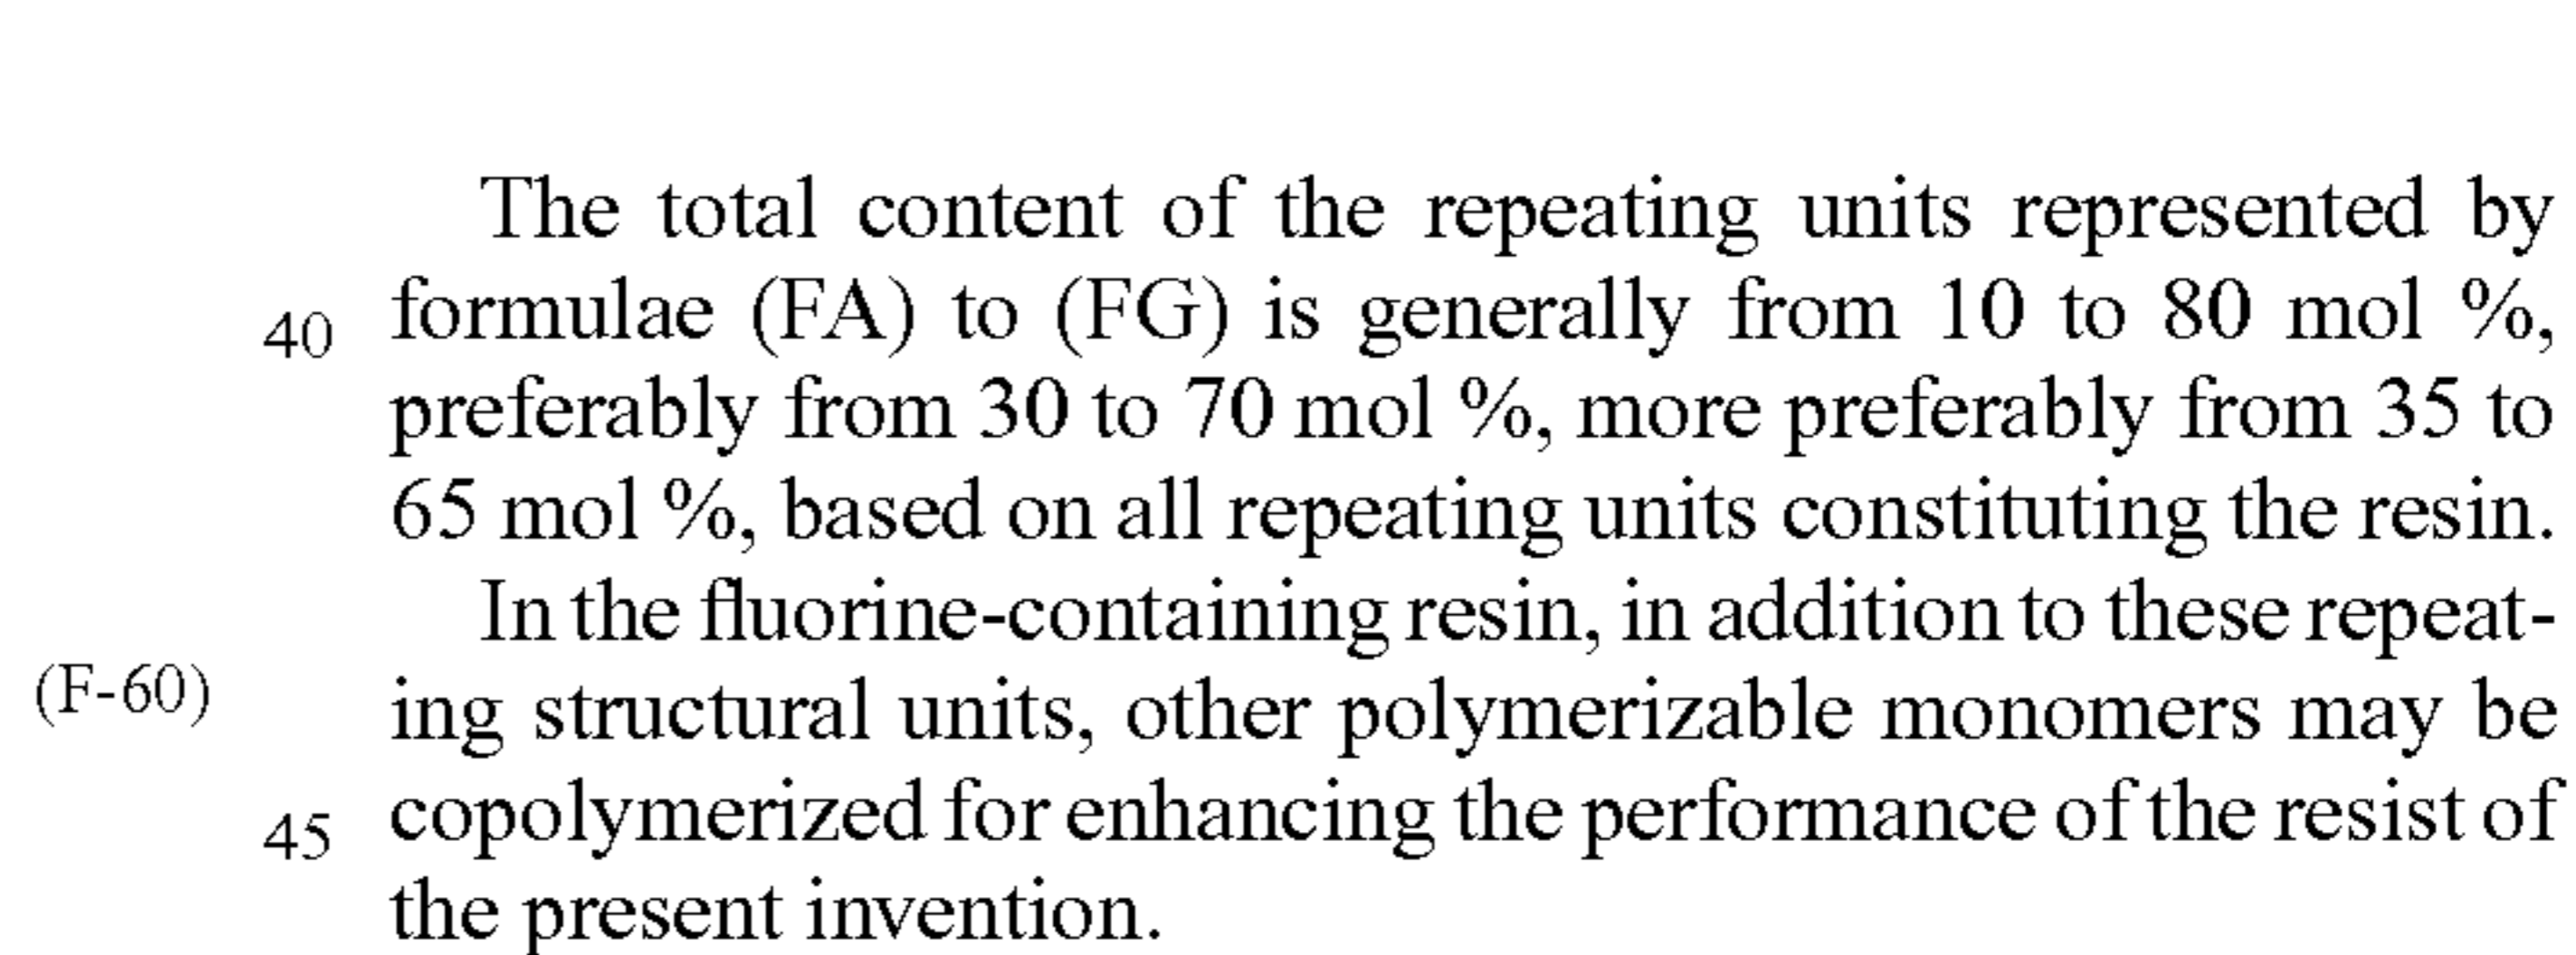 The total content of the repeating units represented by
40 formulae (FA) to (FG) is generally from 10 to 80 mol %,
preferably from 30 to 70 mol %, more preferably from 35 to
65 mol %, based on all repeating units constituting the resin.
In the fluorine-containing resin, in addition to these repeat-
(F-60) ing structural units, other polymerizable monomers may be
45 copolymerized for enhancing the performance of the resist of
the present invention.